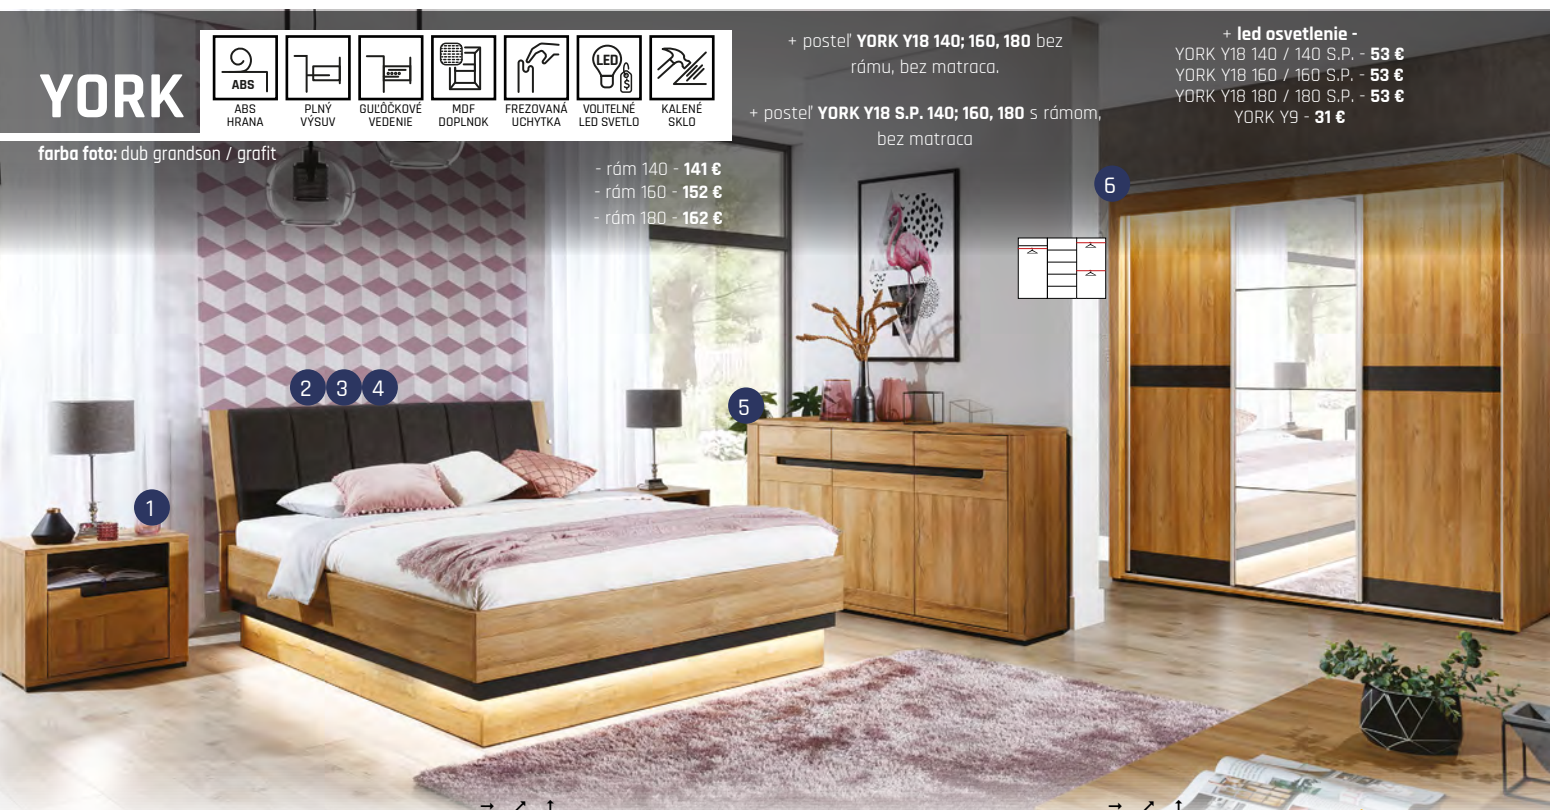 YORK
ABS
ABS
HRANA
PLNÝ
VÝSUV
GUĽÔČKOVÉ
VEDENIE
MDF
DOPLNOK
FREZOVANÁ
UCHYTKA
LED
$
VOLITELNÉ
LED SVETLO
KALENÉ
SKLO
farba foto: dub grandson / grafit
- rám 140 - 141 €
- rám 160 - 152 €
- rám 180 - 162 €
+ posteľ YORK Y18 140; 160, 180 bez
rámu, bez matraca.
+ posteľ YORK Y18 S.P. 140; 160, 180 s rámom,
bez matraca
+ led osvetlenie -
YORK Y18 140 / 140 S.P. - 53 €
YORK Y18 160 / 160 S.P. - 53 €
YORK Y18 180 / 180 S.P. - 53 €
YORK Y9 - 31 €
6
2 3 4
5
1